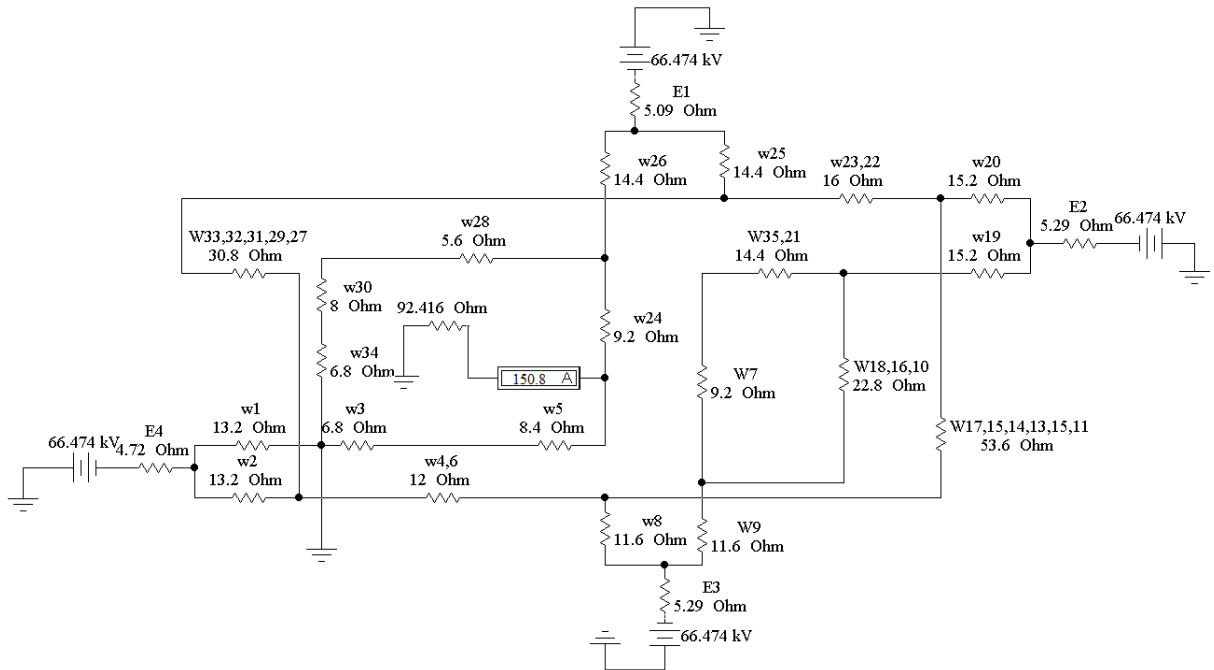 66.474 kV
E1
5.09 Ohm
w26
14.4 Ohm
w25
14.4 Ohm
w23,22
16 Ohm
w20
15.2 Ohm
E2
5.29 Ohm
66.474 kV
w28
5.6 Ohm
W33,32,31,29,27
30.8 Ohm
W35,21
14.4 Ohm
w19
15.2 Ohm
w30
8 Ohm
92.416 Ohm
w24
9.2 Ohm
w34
6.8 Ohm
150.8 A
W7
9.2 Ohm
W18,16,10
22.8 Ohm
w1
13.2 Ohm
w3
6.8 Ohm
w5
8.4 Ohm
W17,15,14,13,15,11
53.6 Ohm
66.474 kV
E4
4.72 Ohm
w2
13.2 Ohm
w4,6
12 Ohm
w8
11.6 Ohm
W9
11.6 Ohm
E3
5.29 Ohm
66.474 kV